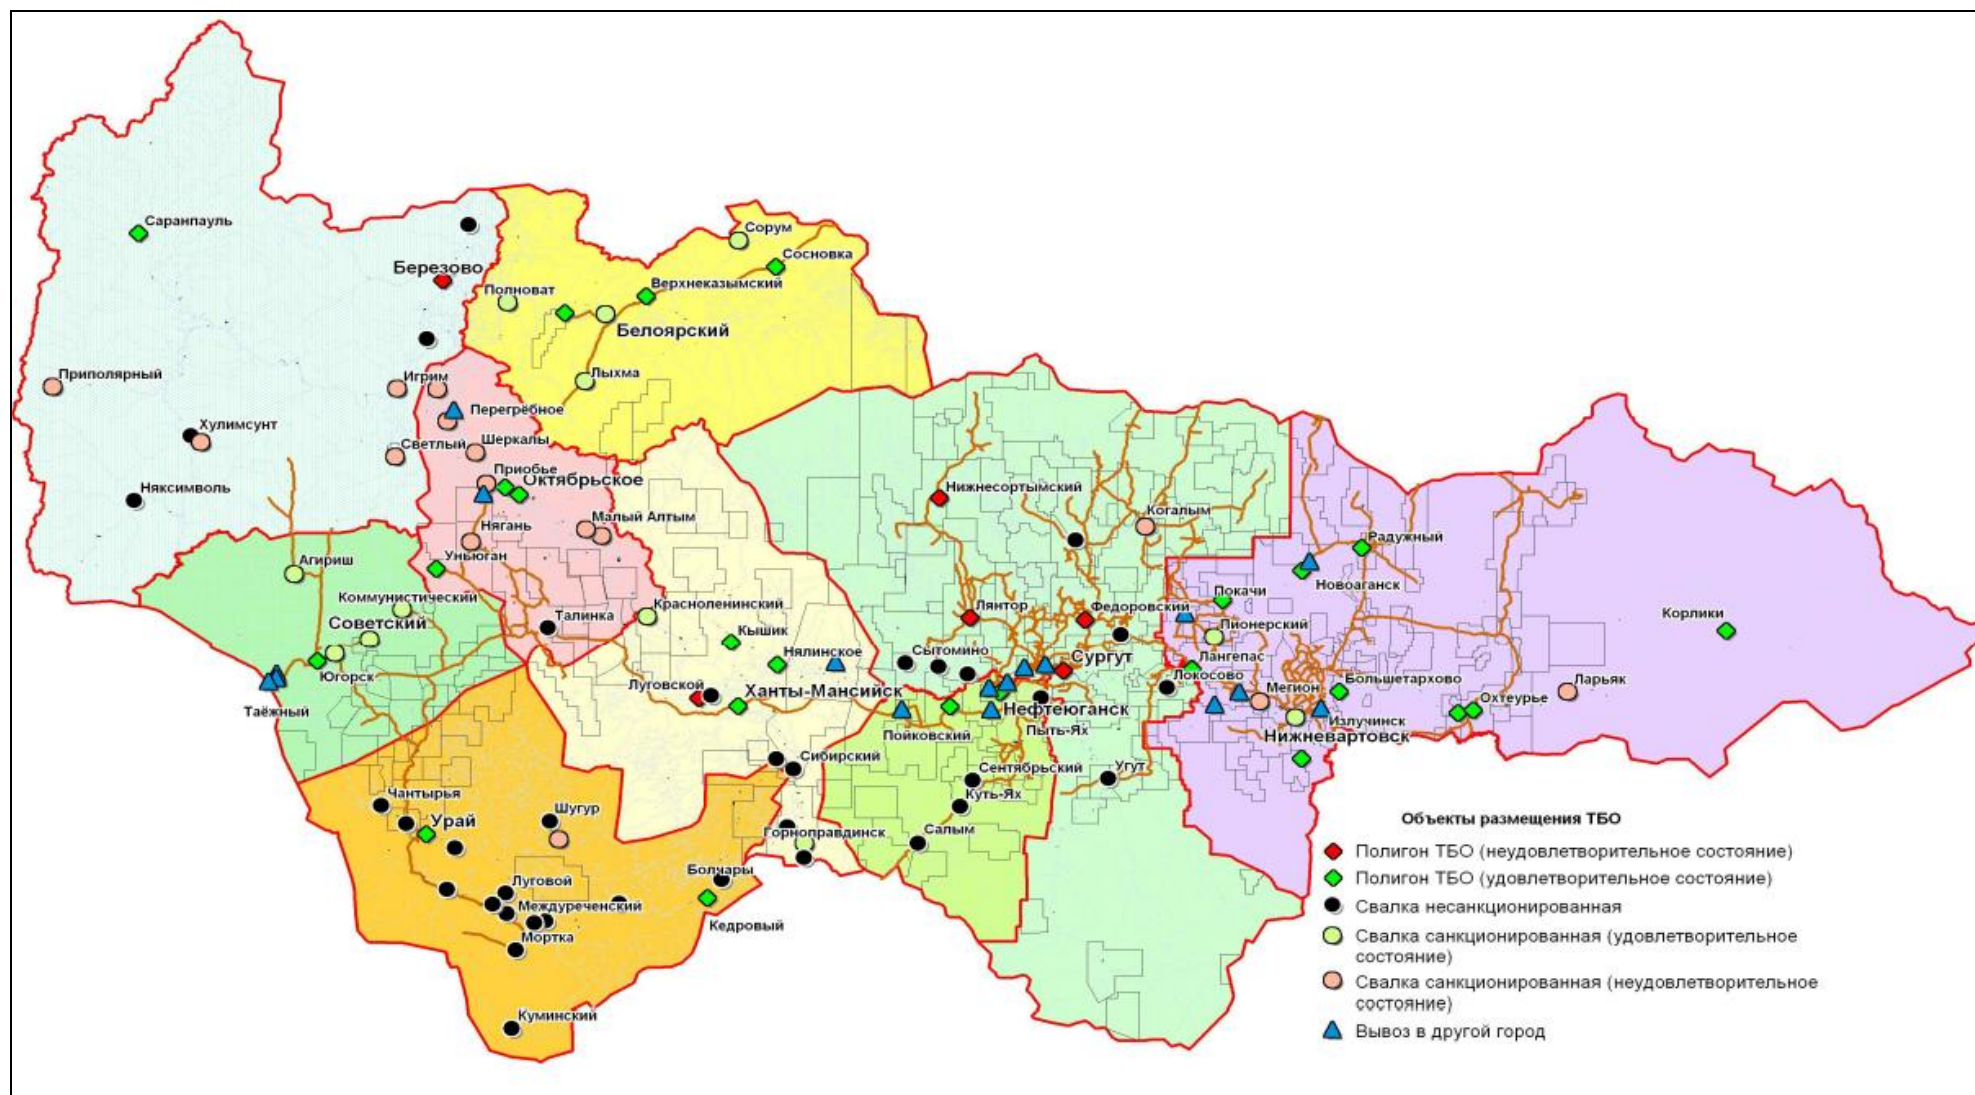 Саранпауль
Сорум
Березово
Сосновка
Полноват
Верхнеказымский
Белоярский
Приполярный
Игрим
Лыхма
Перегрёбное
Хулимсунт
Светлый
Шеркалы
Приобье
Октябрьское
Няксимволь
Нижнесортымский
Нягань
Малый Алтым
Когалым
Агириш
Уньюган
Радужный
Новоаганск
Коммунистический
Красноленинский
Лянтор
Федоровский
Покачи
Корлики
Советский
Талинка
Кышик
Пионерский
Нялинское
Сытомино
Сургут
Лангепас
Югорск
Луговской
Ханты-Мансийск
Локосово
Мегион
Большетархово
Ларьяк
Таёжный
Нефтеюганск
Охтеурье
Пойковский
Пыть-Ях
Излучинск
Нижневартовск
Сибирский
Сентябрьский
Угут
Чантырья
Куть-Ях
Шугур
Урай
Горноправдинск
Салым
Болчары
Луговой
Междуреченский
Кедровый
Мортка
Куминский
Объекты размещения ТБО
Полигон ТБО (неудовлетворительное состояние)
Полигон ТБО (удовлетворительное состояние)
Свалка несанкционированная
Свалка санкционированная (удовлетворительное
состояние)
Свалка санкционированная (неудовлетворительное
состояние)
Вывоз в другой город